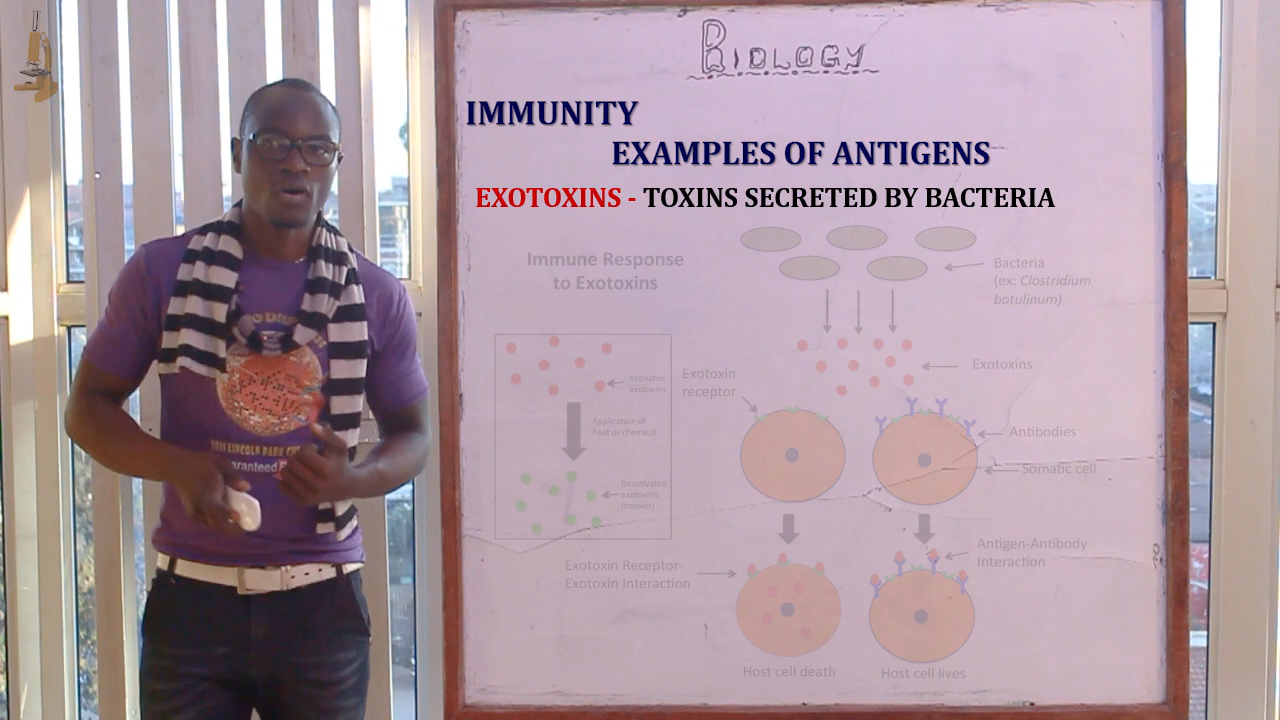 BIOLOGY
IMMUNITY
EXAMPLES OF ANTIGENS
EXOTOXINS - TOXINS SECRETED BY BACTERIA
Immune Response
to Exotoxins
Bacteria
(ex: Clostridium
botulinum)
Activated
exotoxins
Application of
heat or chemical
Deactivated
exotoxins
(toxoids)
Exotoxin
receptor
Exotoxins
Antibodies
Somatic cell
Exotoxin Receptor-
Exotoxin Interaction
Antigen-Antibody
Interaction
Host cell death
Host cell lives
LINCOLN PARK